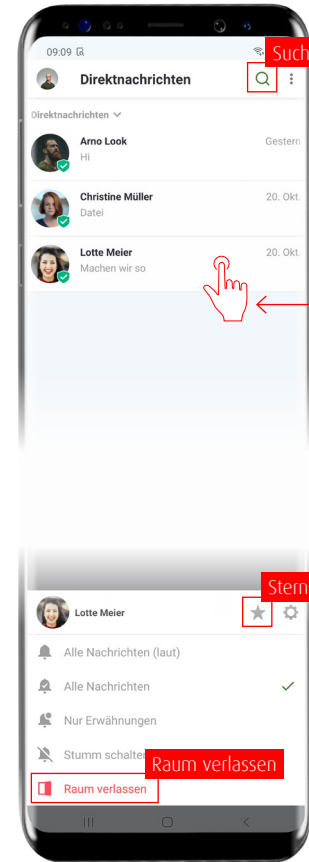 09:09
Such
Direktnachrichten
Direktnachrichten
Arno Look
Gestern
Hi
Christine Müller
20. Okt.
Datei
Lotte Meier
20. Okt.
Machen wir so
Stern
Lotte Meier
Alle Nachrichten (laut)
Alle Nachrichten
Nur Erwähnungen
Stumm schalten
Raum verlassen
Raum verlassen